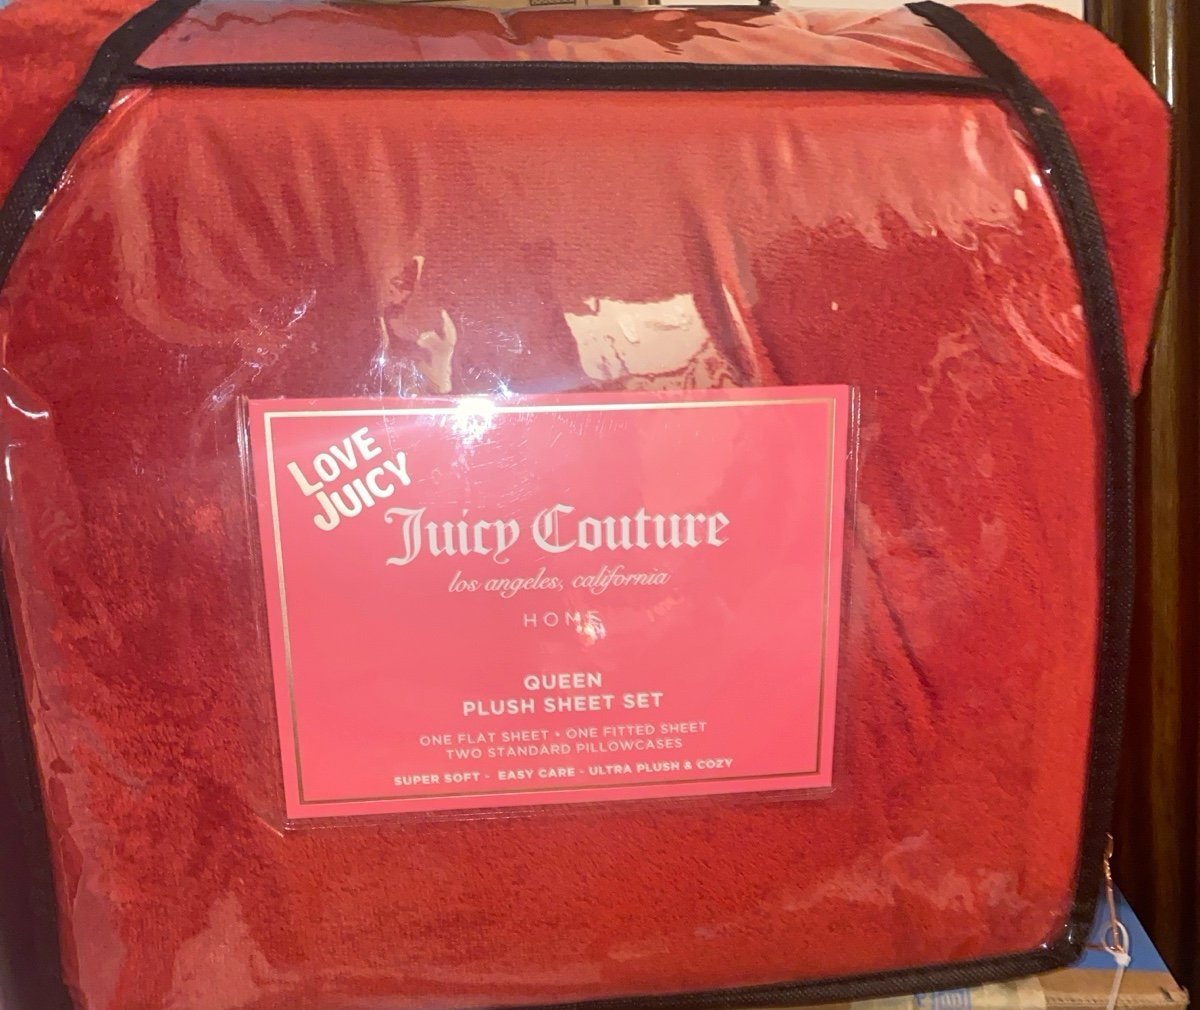 LOVE
JUICY
Juicy Couture
los angeles, california
HOME
QUEEN
PLUSH SHEET SET
ONE FLAT SHEET • ONE FITTED SHEET
TWO STANDARD PILLOWCASES
SUPER SOFT - EASY CARE - ULTRA PLUSH & COZY